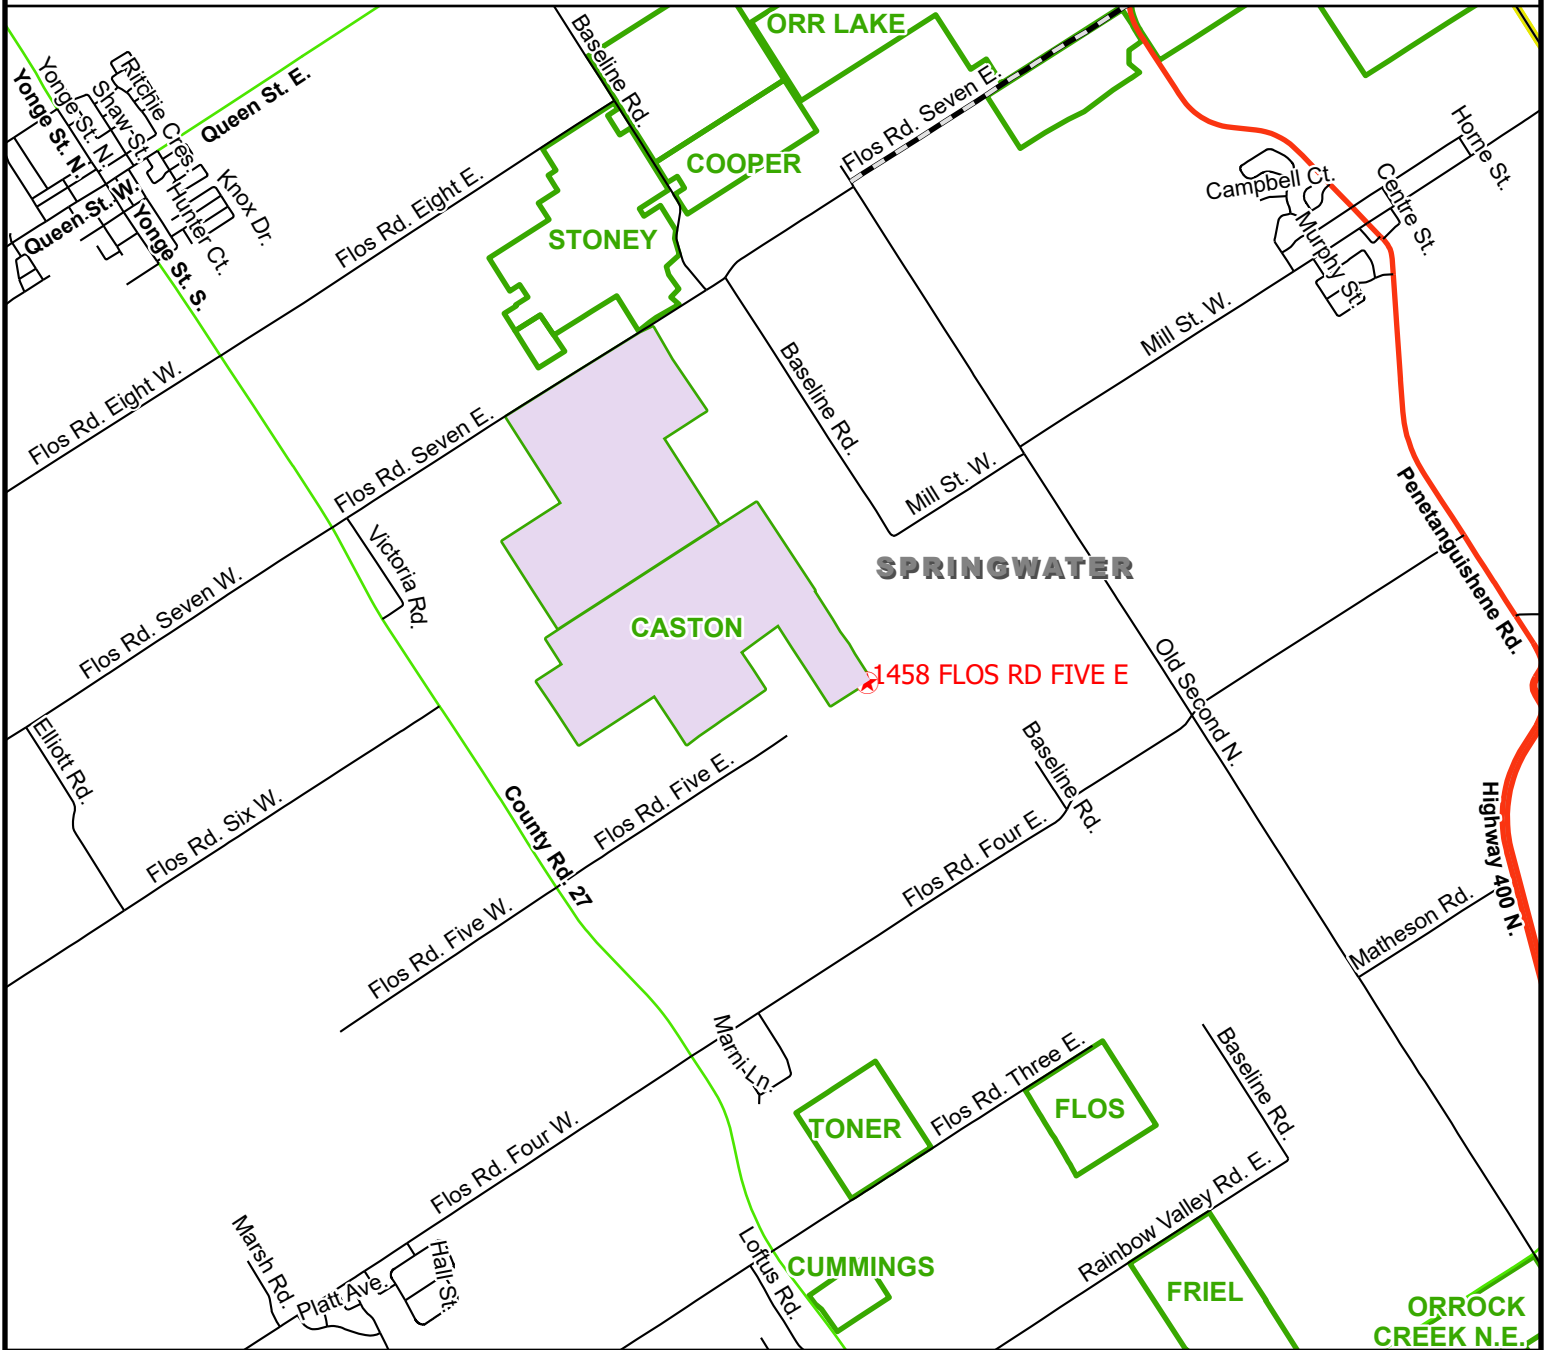 ORR LAKE
Baseline Rd.
Ritchie Cres.
Yonge-St. N.
Yonge St. N.
Shaw-St.
Queen St. E.
Flos Rd. Seven E.
Horne St.
COOPER
Campbell Ct.
Centre St.
Knox Dr.
Hunter Ct.
Queen St. W.
Yonge St. S.
Flos Rd. Eight E.
STONEY
Murphy St.
Mill St. W.
Flos Rd. Eight W.
Baseline Rd.
Flos Rd. Seven E.
Mill St. W.
Penetanguishene Rd.
Victoria Rd.
SPRINGWATER
Flos Rd. Seven W.
CASTON
1458 FLOS RD FIVE E
Old Second N.
Elliott Rd.
Baseline Rd.
Flos Rd. Six W.
County Rd. 27
Flos Rd. Five E.
Flos Rd. Four E.
Highway 400 N.
Flos Rd. Five W.
Matheson Rd.
Marni-Ln.
Flos Rd. Three E.
Baseline Rd.
FLOS
TONER
Flos Rd. Four W.
Rainbow Valley Rd. E.
Marsh Rd.
Hall-St.
Platt Ave.
Loftus Rd.
CUMMINGS
FRIEL
ORROCK
CREEK N.E.